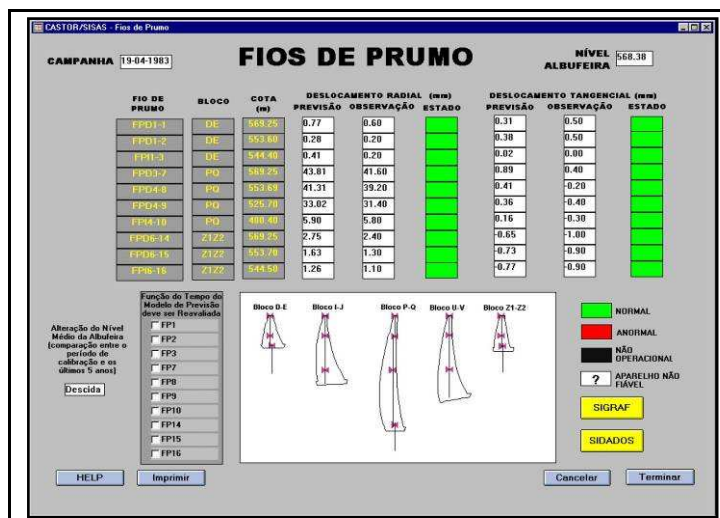 CASTOR/SISAS - Fios de Prumo
CAMPANHA 19-04-1983 FIOS DE PRUMO NÍVEL ALBUFEIRA 568.38
DESLOCAMENTO RADIAL (mm) DESLOCAMENTO TANGENCIAL (mm)
FIO DE PRUMO BLOCO COTA (m) PREVISÃO OBSERVAÇÃO ESTADO PREVISÃO OBSERVAÇÃO ESTADO
FPD1-1 DE 569.25 0.77 0.60 0.31 0.50
FPD1-2 DE 553.60 0.28 0.20 0.38 0.50
FPI1-3 DE 544.40 0.41 0.20 0.02 0.00
FPD3-7 PQ 569.25 43.81 41.60 0.89 0.40
FPD4-8 PQ 553.69 41.31 39.20 0.41 -0.20
FPD4-9 PQ 525.70 33.02 31.40 0.36 -0.40
FPI4-10 PQ 480.40 5.90 5.80 0.16 -0.30
FPD6-14 Z1Z2 569.25 2.75 2.40 -0.65 -1.00
FPD6-15 Z1Z2 553.70 1.63 1.30 -0.73 -0.90
FPI6-16 Z1Z2 544.50 1.26 1.10 -0.77 -0.90
Alteração do Nível
Médio da Albufeira
(comparação entre o
período de
calibração e os
últimos 5 anos)
Descida
Função do Tempo do
Modelo de Previsão
deve ser Reavaliada
FP1
FP2
FP3
FP7
FP8
FP9
FP10
FP14
FP15
FP16
Bloco D-E Bloco I-J Bloco P-Q Bloco U-V Bloco Z1-Z2
NORMAL
ANORMAL
NÃO
OPERACIONAL
? APARELHO NÃO
FIÁVEL
SIGRAF
SIDADOS
HELP Imprimir Cancelar Terminar